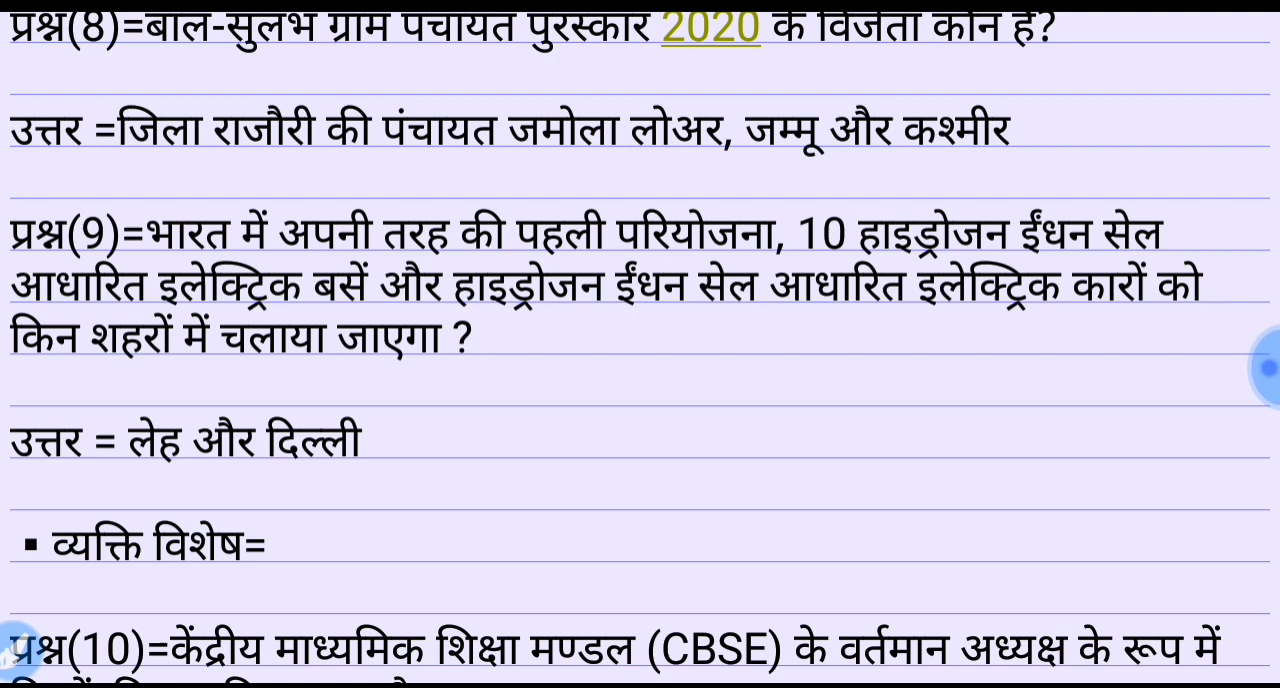 प्रश्न(8)=बाल-सुलभ ग्राम पंचायत पुरस्कार 2020 के विजेता कौन है?
उत्तर =जिला राजौरी की पंचायत जमोला लोअर, जम्मू और कश्मीर
प्रश्न(9)=भारत में अपनी तरह की पहली परियोजना, 10 हाइड्रोजन ईंधन सेल
आधारित इलेक्ट्रिक बसें और हाइड्रोजन ईंधन सेल आधारित इलेक्ट्रिक कारों को
किन शहरों में चलाया जाएगा ?
उत्तर = लेह और दिल्ली
▪ व्यक्ति विशेष=
प्रश्न(10)=केंद्रीय माध्यमिक शिक्षा मण्डल (CBSE) के वर्तमान अध्यक्ष के रूप में